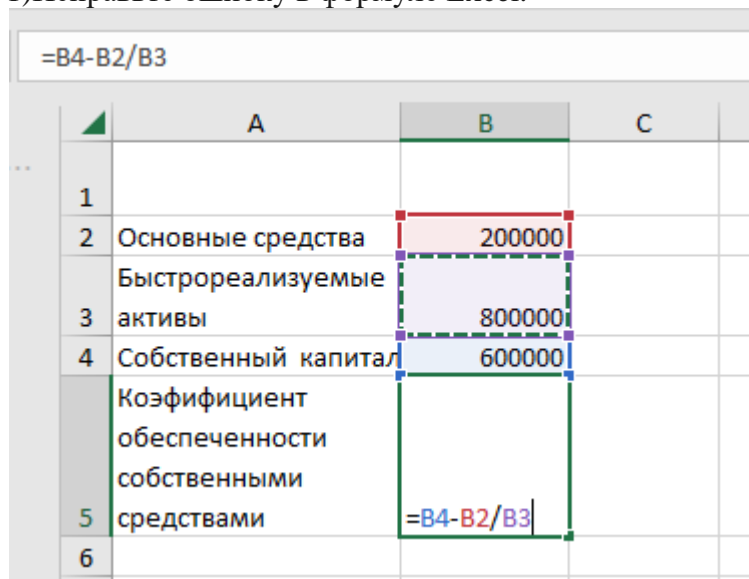 =B4-B2/B3
A B C
1
2 Основные средства 200000
Быстрореализуемые
3 активы 800000
4 Собственный капитал 600000
Коэфифициент
обеспеченности
собственными
5 средствами =B4-B2/B3
6